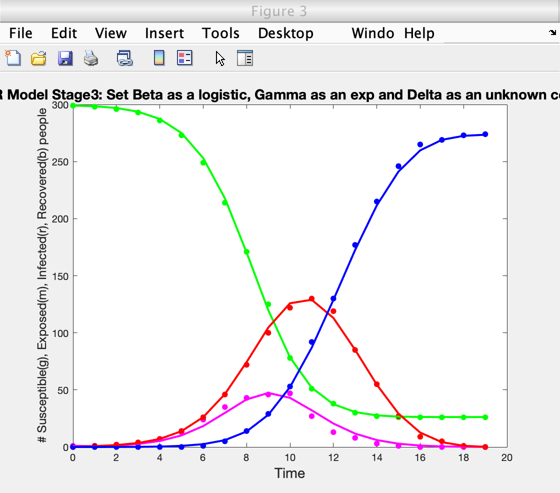 Figure 3
File Edit View Insert Tools Desktop Windo Help
Model Stage3: Set Beta as a logistic, Gamma as an exp and Delta as an unknown
# Susceptible(g), Exposed(m), Infected(r), Recovered(b) people
300
250
200
150
100
50
0
0 2 4 6 8 10 12 14 16 18 20
Time